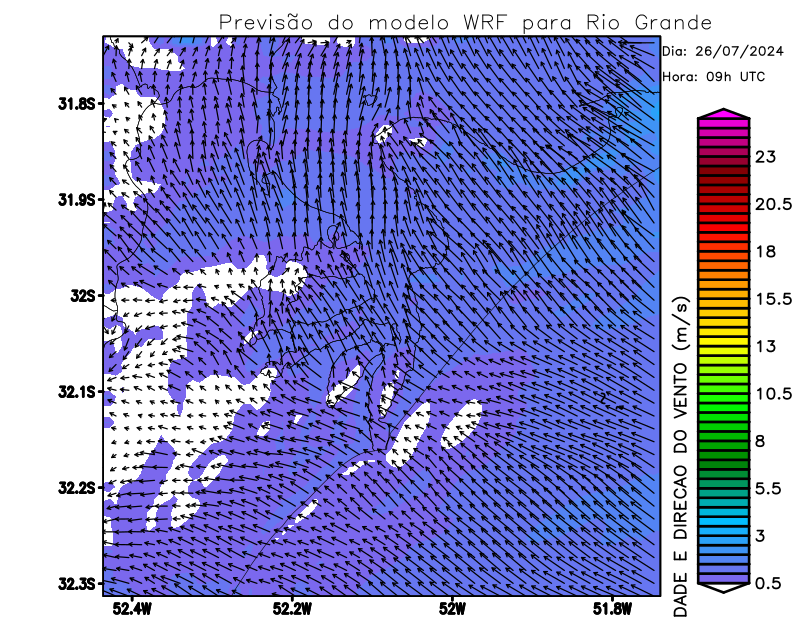 Previsão do modelo WRF para Rio Grande
Dia: 26/07/2024
Hora: 09h UTC
31.8S
31.9S
32S
32.1S
32.2S
32.3S
52.4W
52.2W
52W
51.8W
DADE E DIRECAO DO VENTO (m/s)
23
20.5
18
15.5
13
10.5
8
5.5
3
0.5